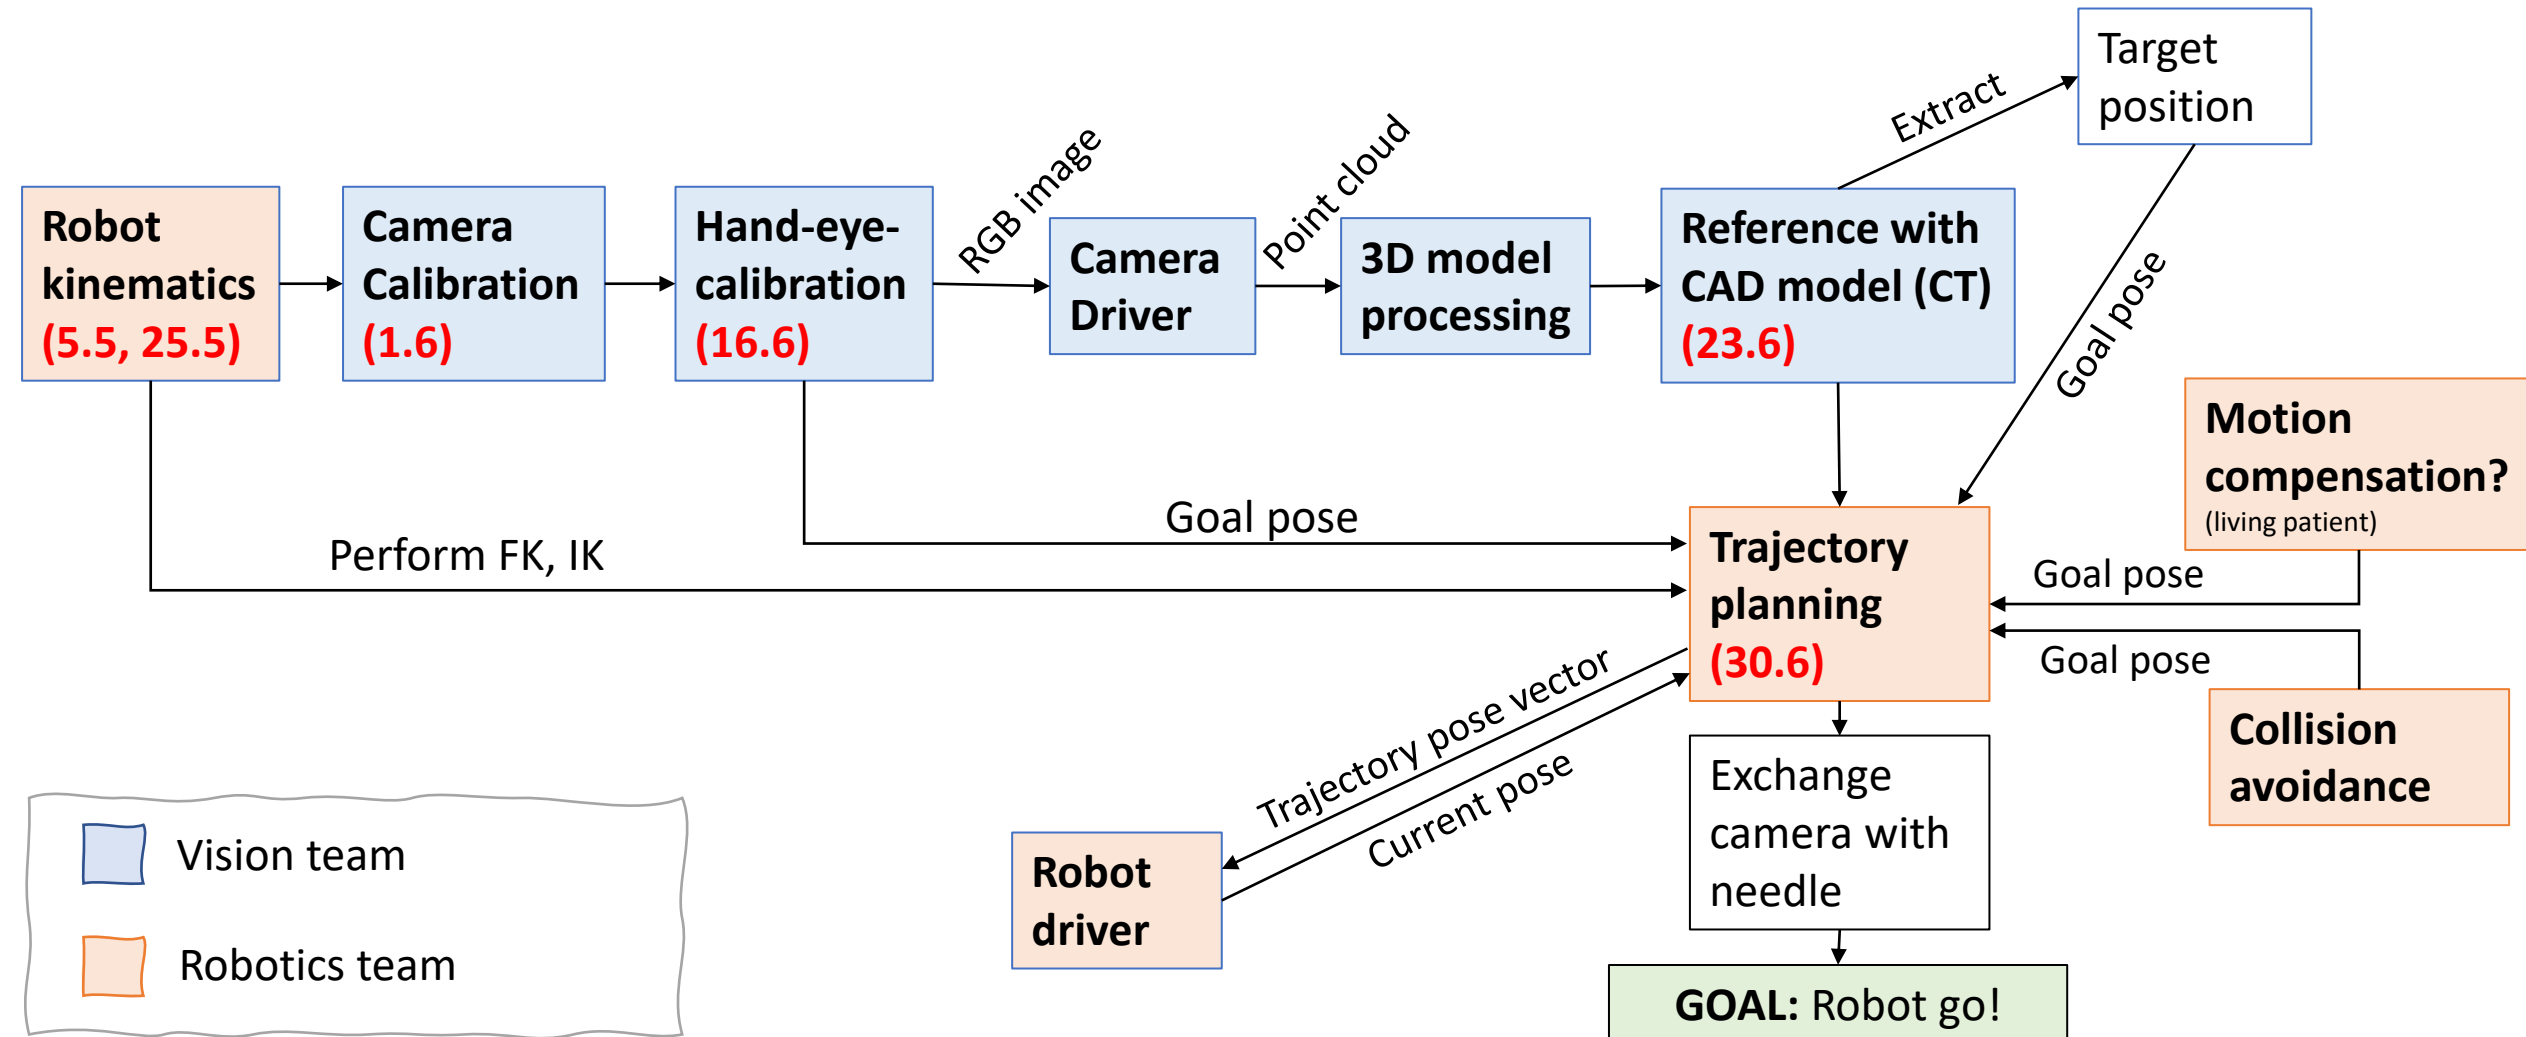 Target
position
Extract
RGB image
Point cloud
Robot
kinematics
(5.5, 25.5)
Camera
Calibration
(1.6)
Hand-eye-
calibration
(16.6)
Camera
Driver
3D model
processing
Reference with
CAD model (CT)
(23.6)
Goal pose
Motion
compensation?
(living patient)
Goal pose
Perform FK, IK
Trajectory
planning
(30.6)
Goal pose
Goal pose
Collision
avoidance
Trajectory pose vector
Current pose
Exchange
camera with
needle
Robot
driver
Vision team
Robotics team
GOAL: Robot go!